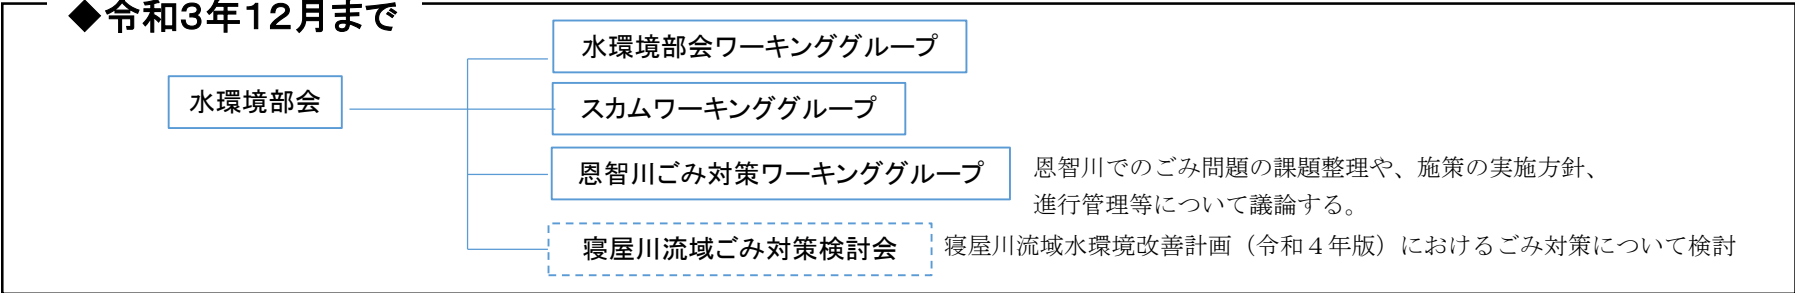 ◆令和3年12月まで
水環境部会ワーキンググループ
水環境部会
スカムワーキンググループ
恩智川ごみ対策ワーキンググループ
恩智川でのごみ問題の課題整理や、施策の実施方針、
進行管理等について議論する。
寝屋川流域ごみ対策検討会
寝屋川流域水環境改善計画（令和４年版）におけるごみ対策について検討